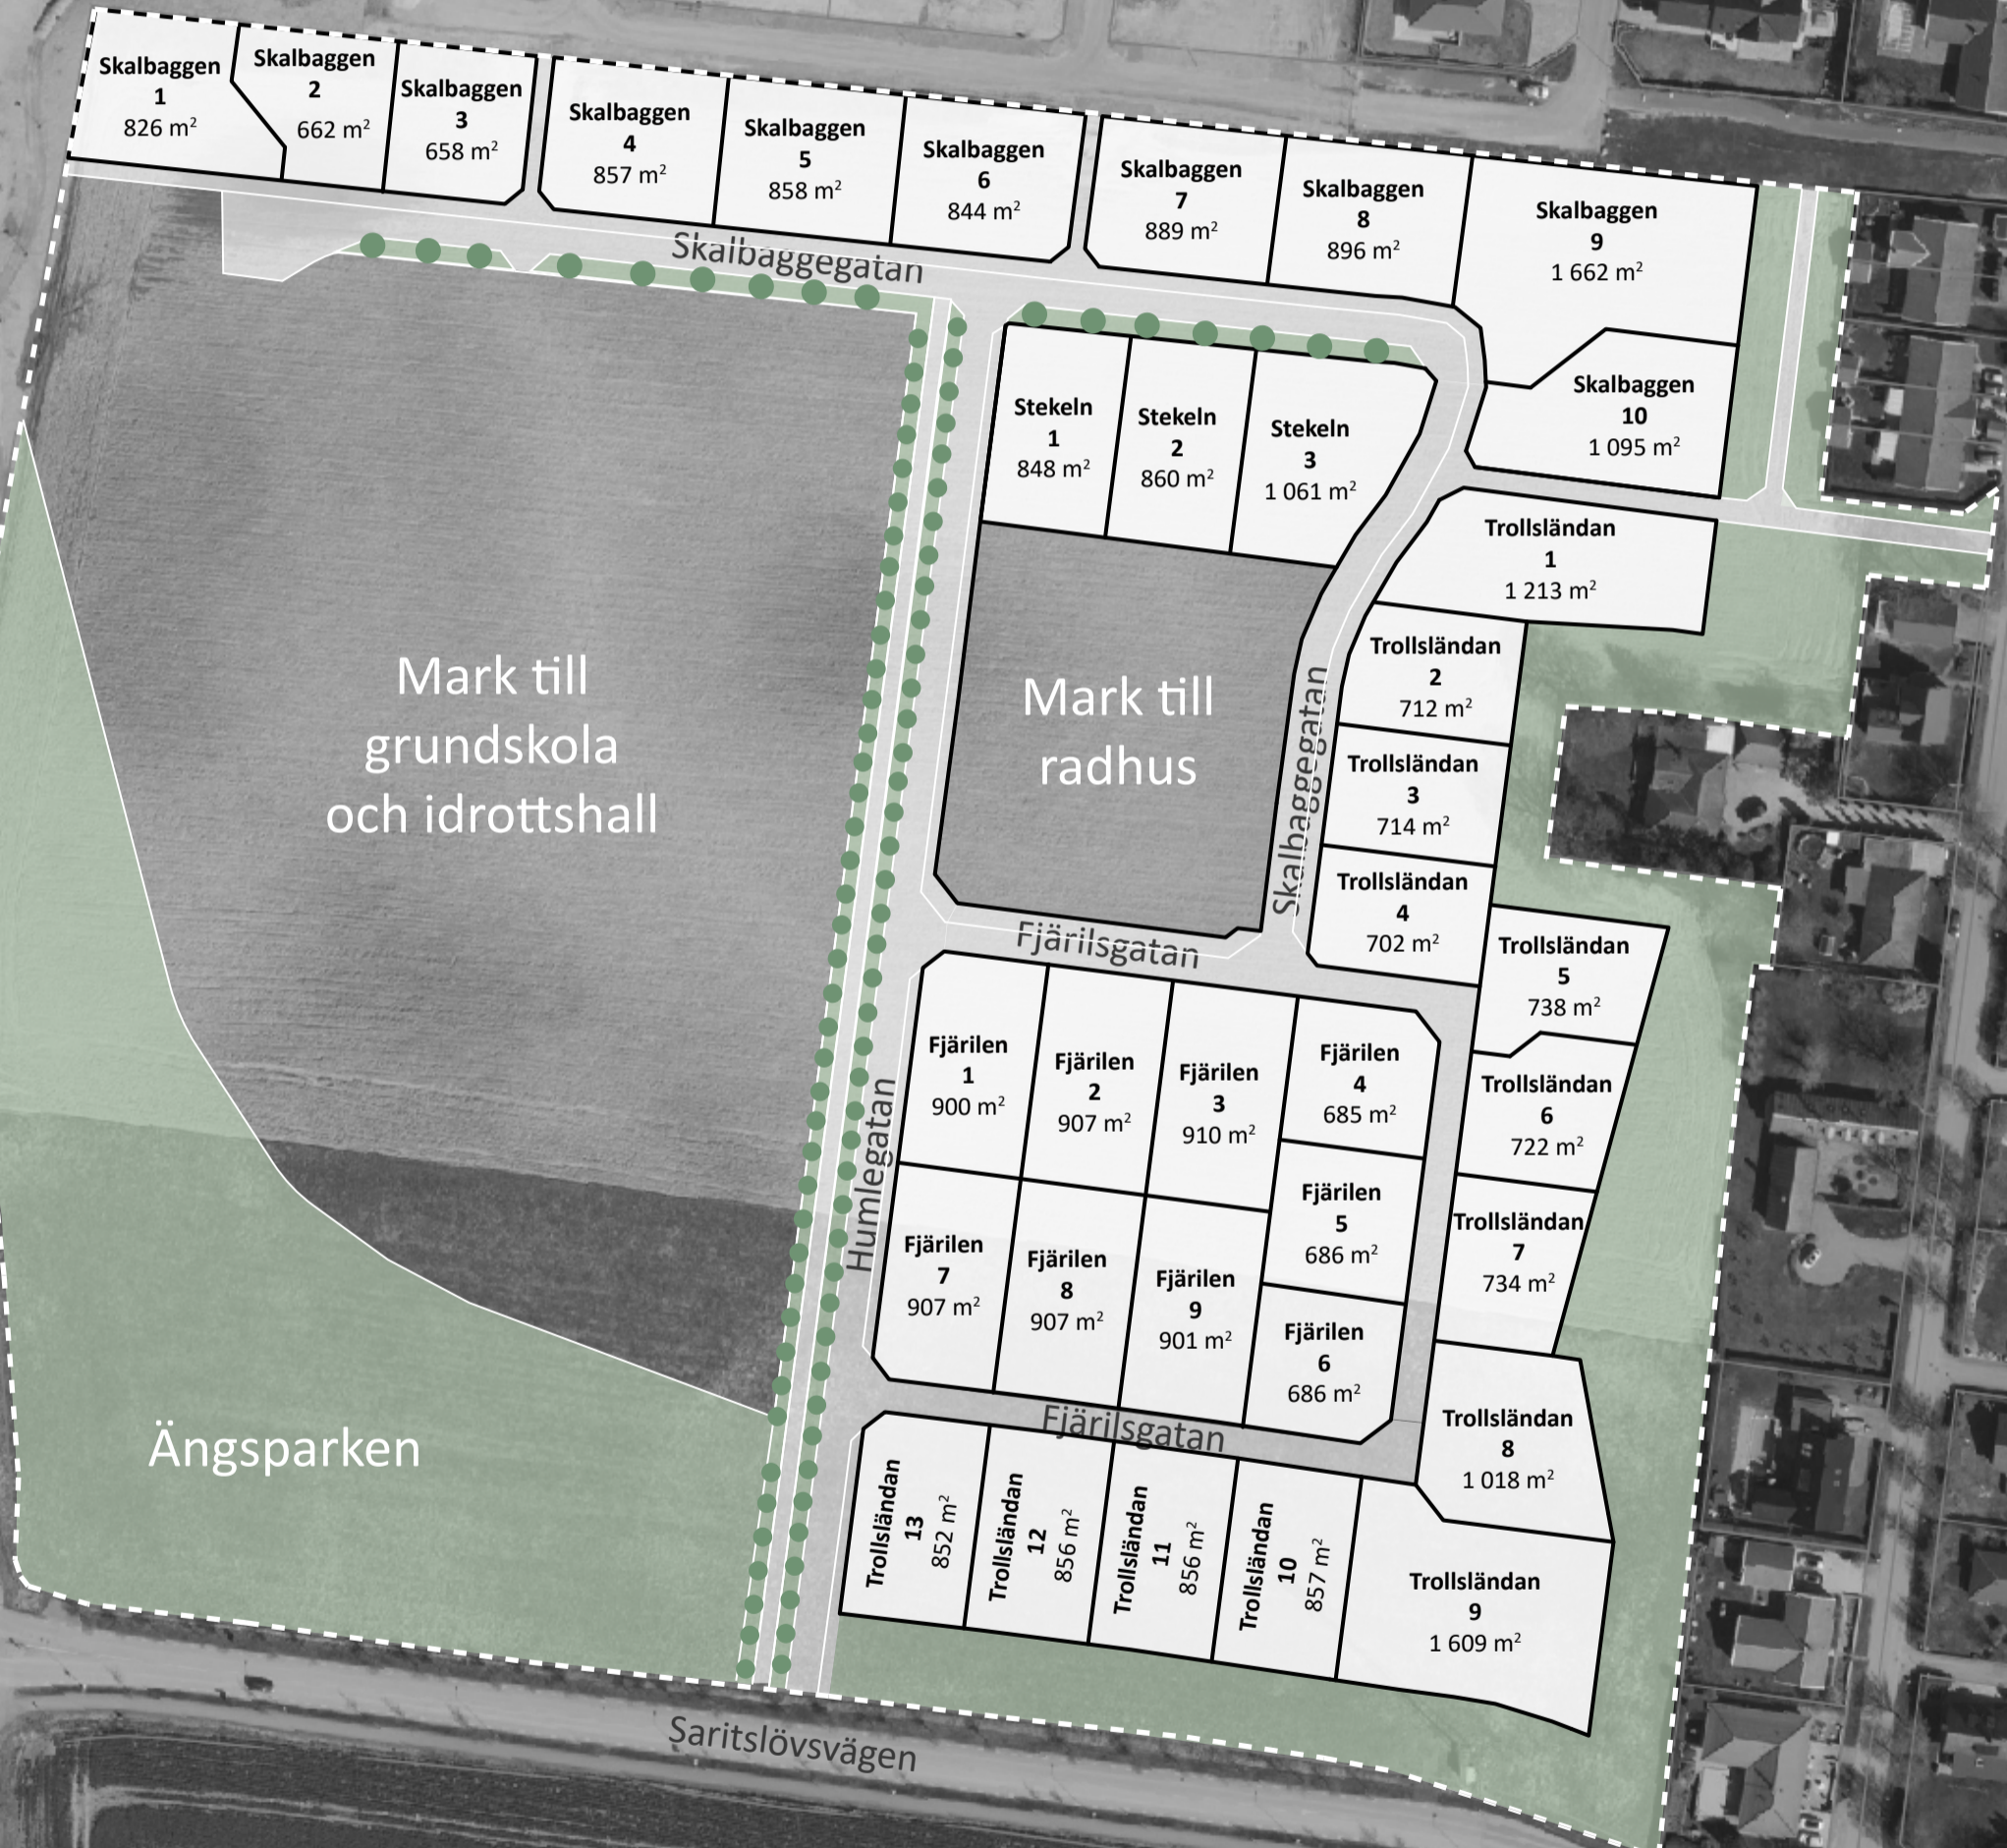 Skalbaggen
1
826 m²
Skalbaggen
2
662 m²
Skalbaggen
3
658 m²
Skalbaggen
4
857 m²
Skalbaggen
5
858 m²
Skalbaggen
6
844 m²
Skalbaggen
7
889 m²
Skalbaggen
8
896 m²
Skalbaggen
9
1 662 m²
Skalbaggen
10
1 095 m²
Skalbaggegatan
Stekeln
1
848 m²
Stekeln
2
860 m²
Stekeln
3
1 061 m²
Trollsländan
1
1 213 m²
Trollsländan
2
712 m²
Trollsländan
3
714 m²
Trollsländan
4
702 m²
Mark till
grundskola
och idrottshall
Mark till
radhus
Skalbaggegatan
Fjärilsgatan
Trollsländan
5
738 m²
Trollsländan
6
722 m²
Trollsländan
7
734 m²
Humlegatan
Fjärilen
1
900 m²
Fjärilen
2
907 m²
Fjärilen
3
910 m²
Fjärilen
4
685 m²
Fjärilen
5
686 m²
Fjärilen
6
686 m²
Fjärilen
7
907 m²
Fjärilen
8
907 m²
Fjärilen
9
901 m²
Fjärilsgatan
Trollsländan
8
1 018 m²
Ängsparken
Trollsländan
13
852 m²
Trollsländan
12
856 m²
Trollsländan
11
856 m²
Trollsländan
10
857 m²
Trollsländan
9
1 609 m²
Saritslövsvägen